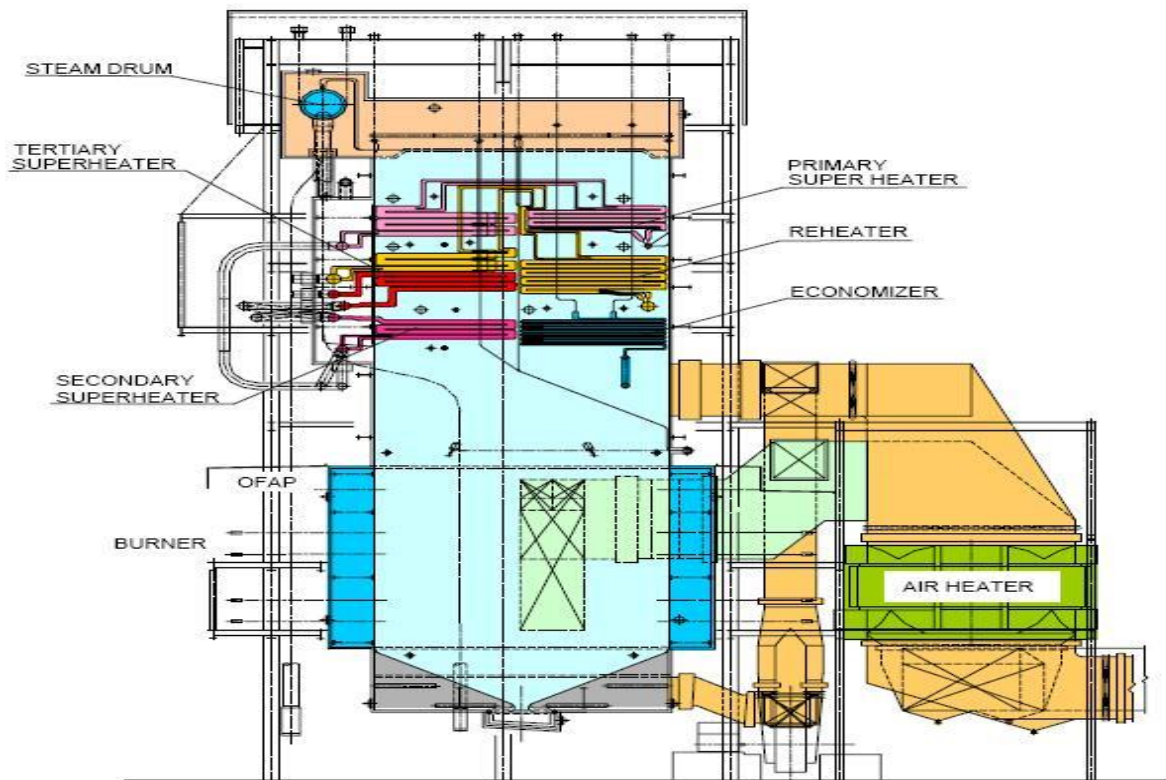 STEAM DRUM
TERTIARY
SUPERHEATER
PRIMARY
SUPER HEATER
REHEATER
ECONOMIZER
SECONDARY
SUPERHEATER
OFAP
BURNER
AIR HEATER